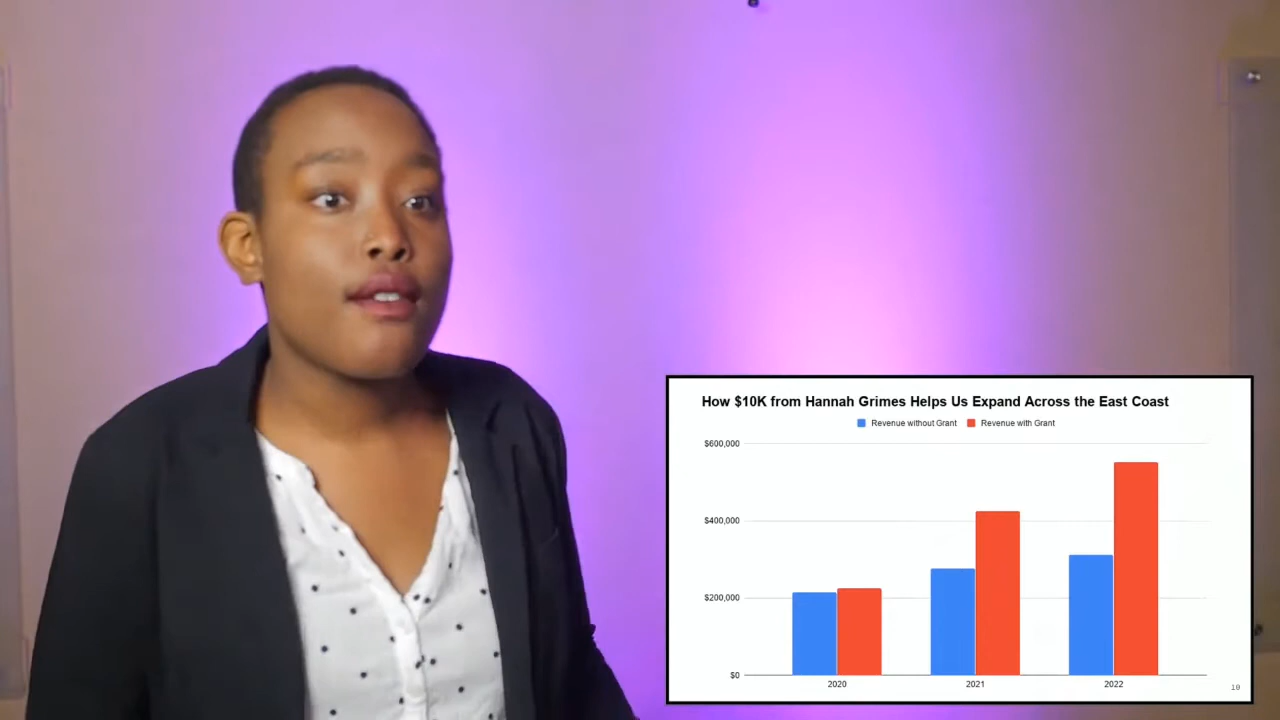 How $10K from Hannah Grimes Helps Us Expand Across the East Coast
Revenue without Grant Revenue with Grant
$600,000
$400,000
$200,000
$0
2020 2021 2022
10